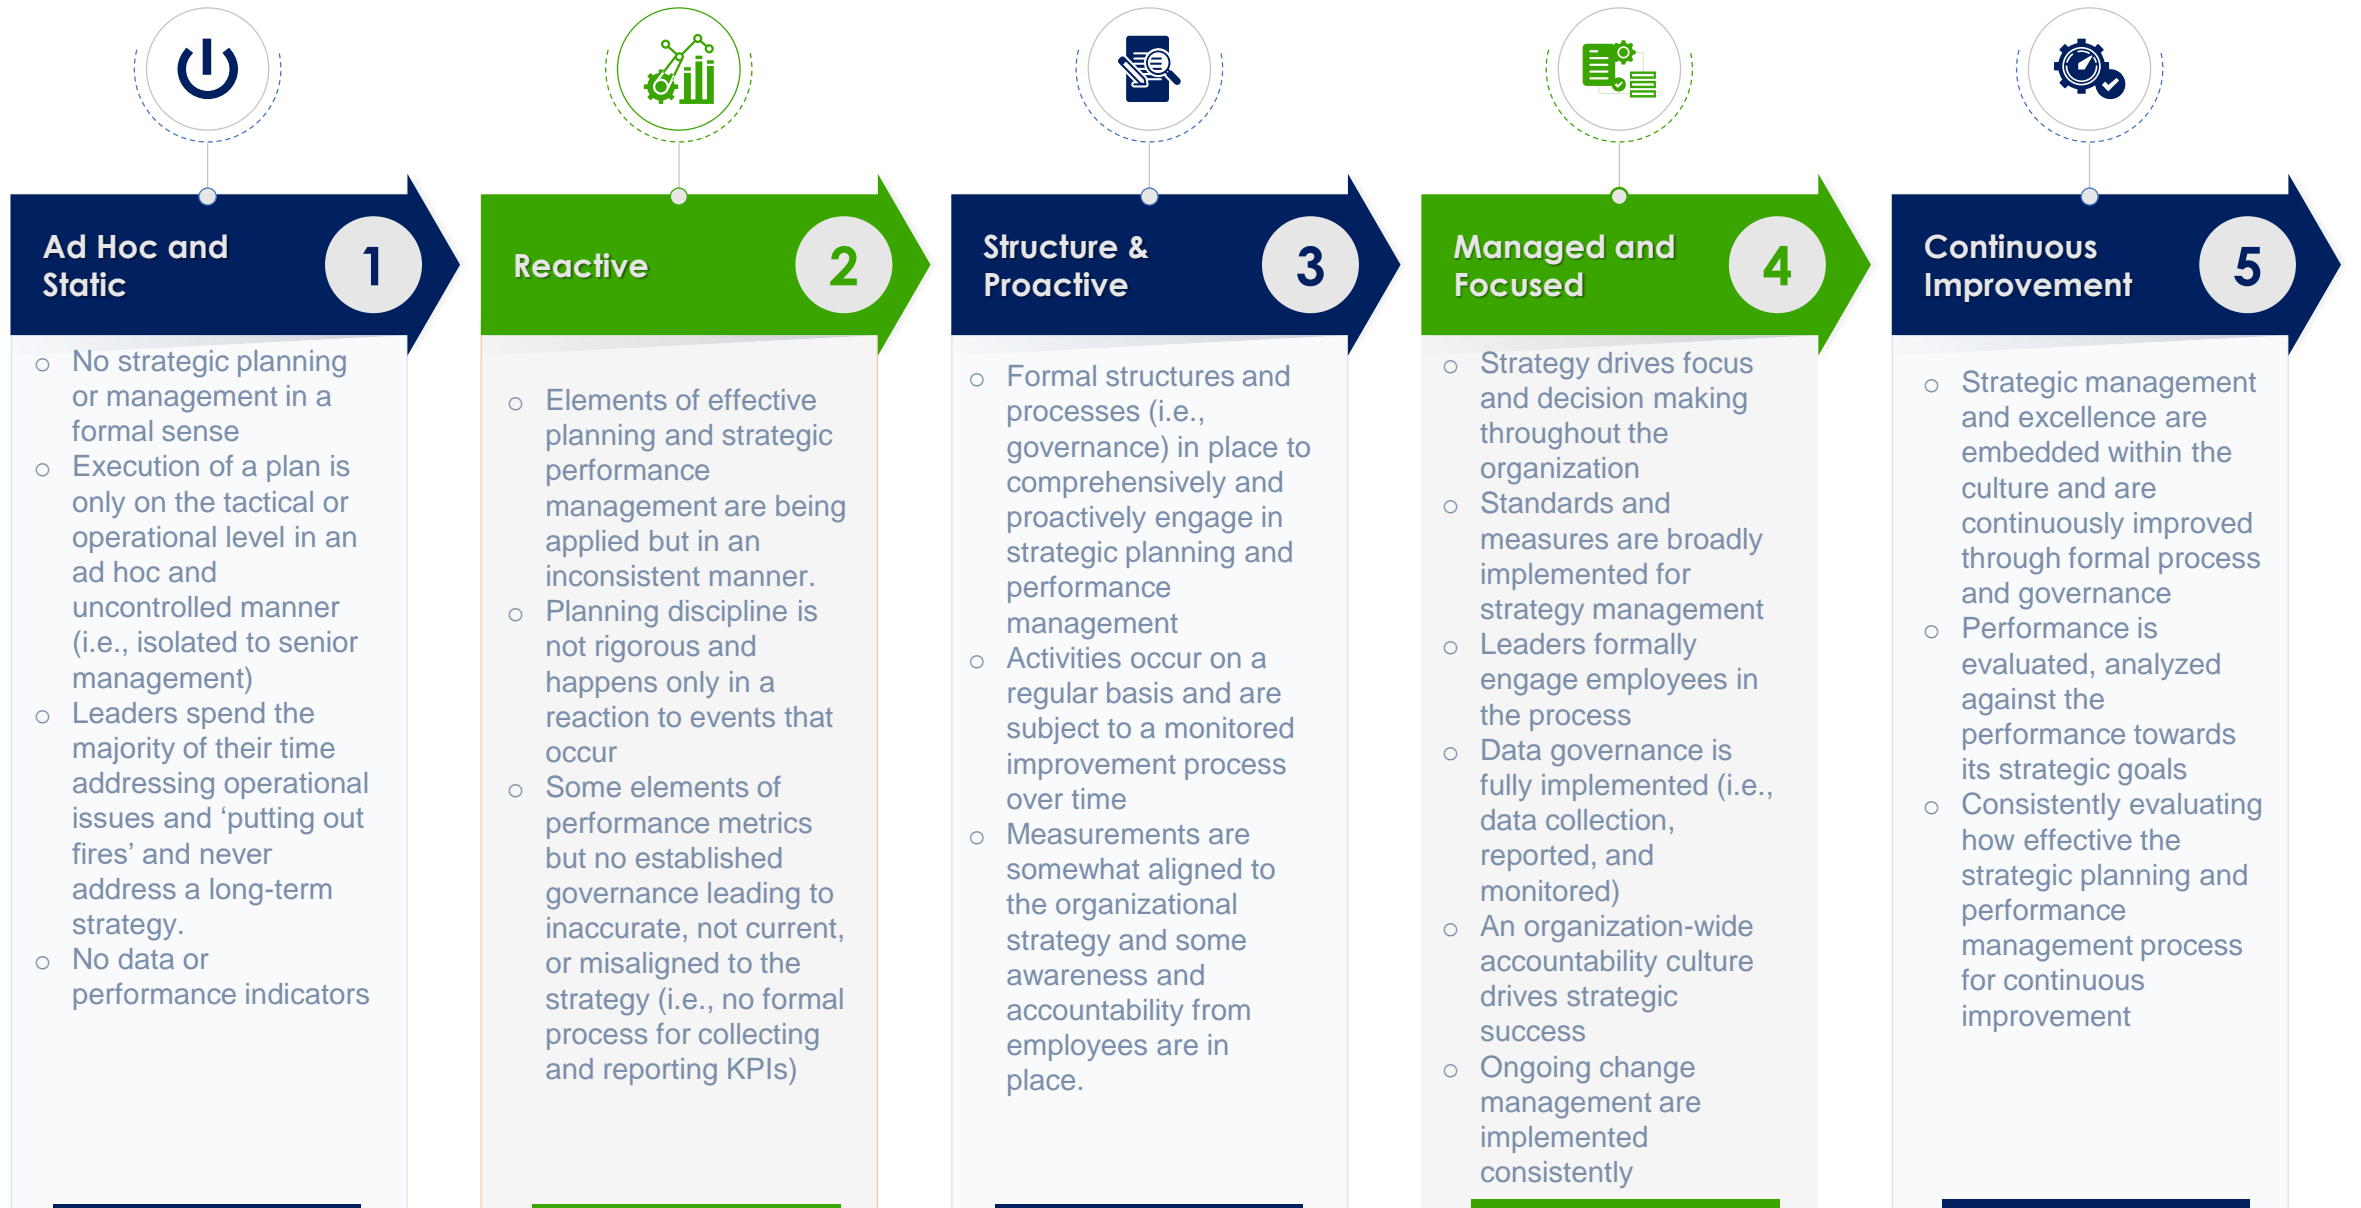 Ad Hoc and
Static
1
No strategic planning
or management in a
formal sense
Execution of a plan is
only on the tactical or
operational level in an
ad hoc and
uncontrolled manner
(i.e., isolated to senior
management)
Leaders spend the
majority of their time
addressing operational
issues and ‘putting out
fires’ and never
address a long-term
strategy.
No data or
performance indicators
Reactive
2
Elements of effective
planning and strategic
performance
management are being
applied but in an
inconsistent manner.
Planning discipline is
not rigorous and
happens only in a
reaction to events that
occur
Some elements of
performance metrics
but no established
governance leading to
inaccurate, not current,
or misaligned to the
strategy (i.e., no formal
process for collecting
and reporting KPIs)
Structure &
Proactive
3
Formal structures and
processes (i.e.,
governance) in place to
comprehensively and
proactively engage in
strategic planning and
performance
management
Activities occur on a
regular basis and are
subject to a monitored
improvement process
over time
Measurements are
somewhat aligned to
the organizational
strategy and some
awareness and
accountability from
employees are in
place.
Managed and
Focused
4
Strategy drives focus
and decision making
throughout the
organization
Standards and
measures are broadly
implemented for
strategy management
Leaders formally
engage employees in
the process
Data governance is
fully implemented (i.e.,
data collection,
reported, and
monitored)
An organization-wide
accountability culture
drives strategic
success
Ongoing change
management are
implemented
consistently
Continuous
Improvement
5
Strategic management
and excellence are
embedded within the
culture and are
continuously improved
through formal process
and governance
Performance is
evaluated, analyzed
against the
performance towards
its strategic goals
Consistently evaluating
how effective the
strategic planning and
performance
management process
for continuous
improvement